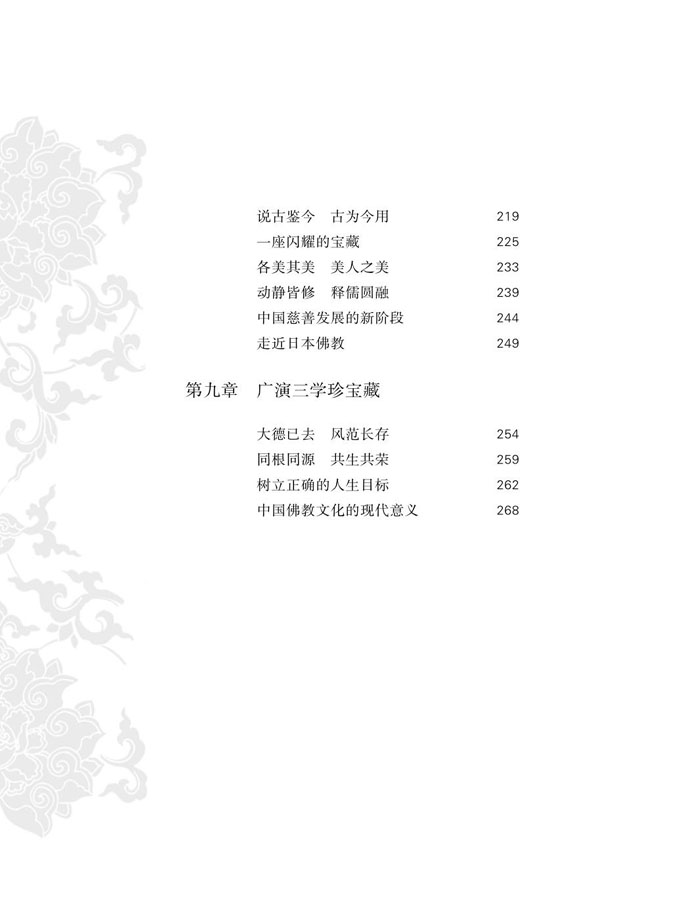 说古鉴今　古为今用 219
一座闪耀的宝藏 225
各美其美　美人之美 233
动静皆修　释儒圆融 239
中国慈善发展的新阶段 244
走近日本佛教 249
第九章　广演三学珍宝藏
大德已去　风范长存 254
同根同源　共生共荣 259
树立正确的人生目标 262
中国佛教文化的现代意义 268